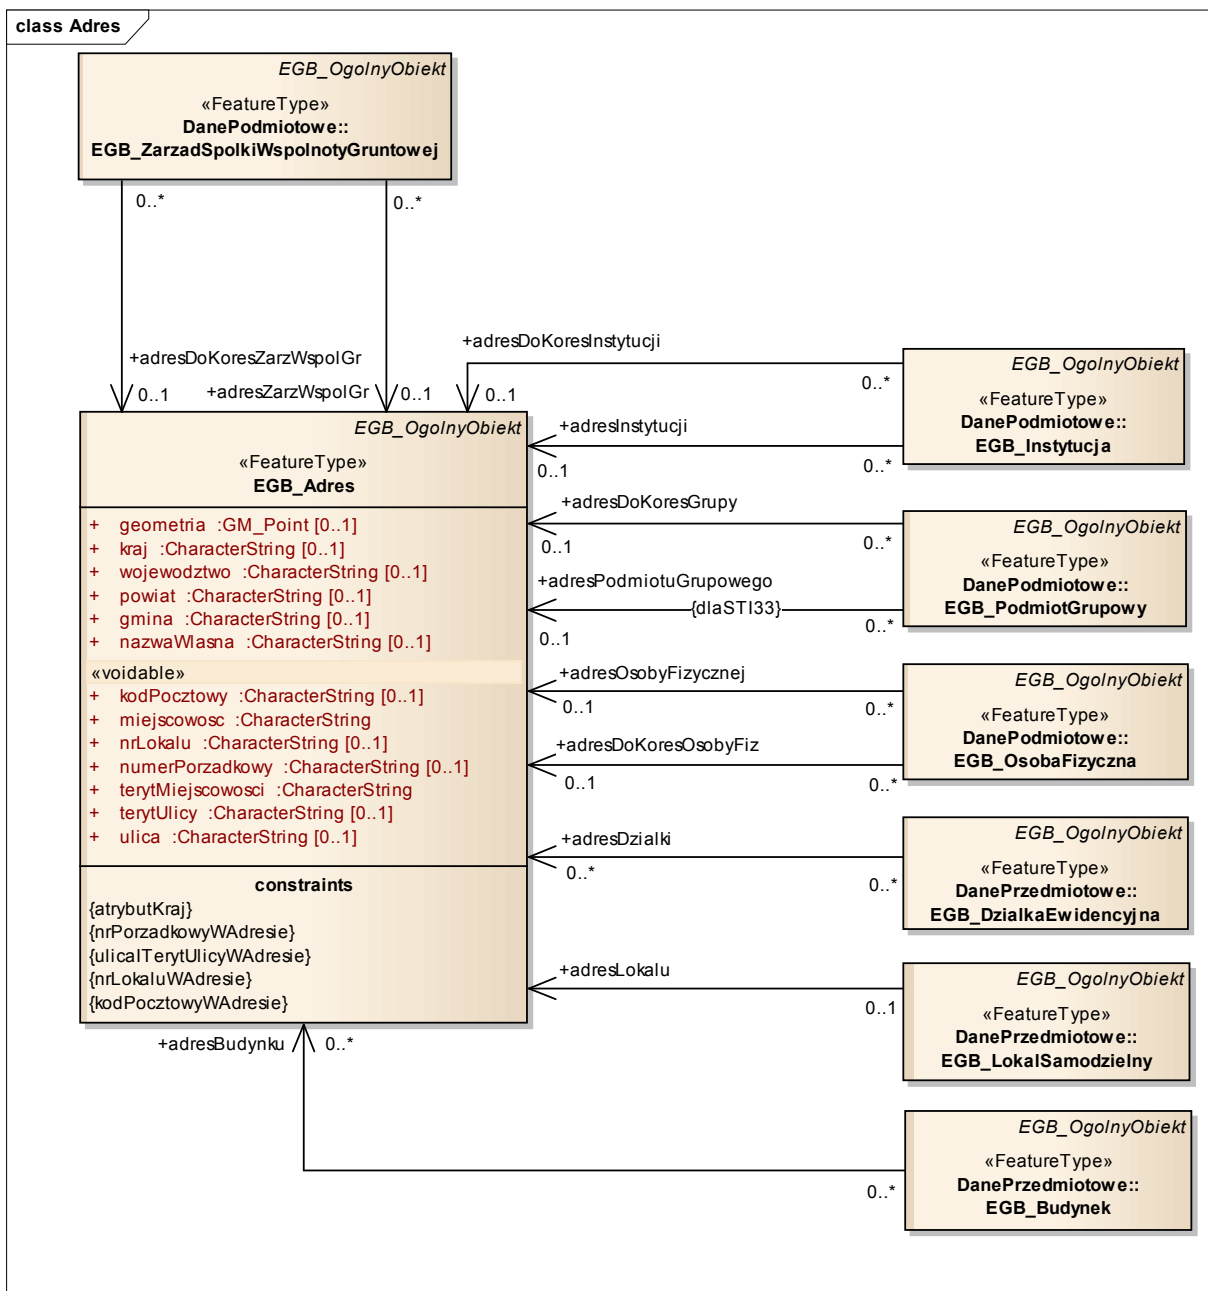 class Adres
EGB_OgolnyObiekt
«FeatureType»
DanePodmiotowe::
EGB_ZarzadSpolkiWspolnotyGruntowej
0..*
0..*
+adresDoKoresZarzWspolGr
0..1
+adresZarzWspolGr
0..1
+adresDoKoresInstytucji
0..1
0..*
EGB_OgolnyObiekt
«FeatureType»
DanePodmiotowe::
EGB_Instytucja
+adresInstytucji
0..1
0..*
EGB_OgolnyObiekt
«FeatureType»
EGB_Adres
+ geometria :GM_Point [0..1]
+ kraj :CharacterString [0..1]
+ wojewodztwo :CharacterString [0..1]
+ powiat :CharacterString [0..1]
+ gmina :CharacterString [0..1]
+ nazwaWlasna :CharacterString [0..1]
«voidable»
+ kodPocztowy :CharacterString [0..1]
+ miejscowosc :CharacterString
+ nrLokalu :CharacterString [0..1]
+ numerPorzadkowy :CharacterString [0..1]
+ terytMiejscowosci :CharacterString
+ terytUlicy :CharacterString [0..1]
+ ulica :CharacterString [0..1]
constraints
{atrybutKraj}
{nrPorzadkowyWAdresie}
{ulicaITerytUlicyWAdresie}
{nrLokaluWAdresie}
{kodPocztowyWAdresie}
+adresDoKoresGrupy
0..1
0..*
+adresPodmiotuGrupowego
{dlaSTI33}
0..1
0..*
EGB_OgolnyObiekt
«FeatureType»
DanePodmiotowe::
EGB_PodmiotGrupowy
+adresOsobyFizycznej
0..1
0..*
+adresDoKoresOsobyFiz
0..1
0..*
EGB_OgolnyObiekt
«FeatureType»
DanePodmiotowe::
EGB_OsobaFizyczna
+adresDzialki
0..*
0..*
EGB_OgolnyObiekt
«FeatureType»
DanePrzedmiotowe::
EGB_DzialkaEwidencyjna
+adresLokalu
0..1
EGB_OgolnyObiekt
«FeatureType»
DanePrzedmiotowe::
EGB_LokalSamodzielny
+adresBudynku
0..*
0..*
EGB_OgolnyObiekt
«FeatureType»
DanePrzedmiotowe::
EGB_Budynek